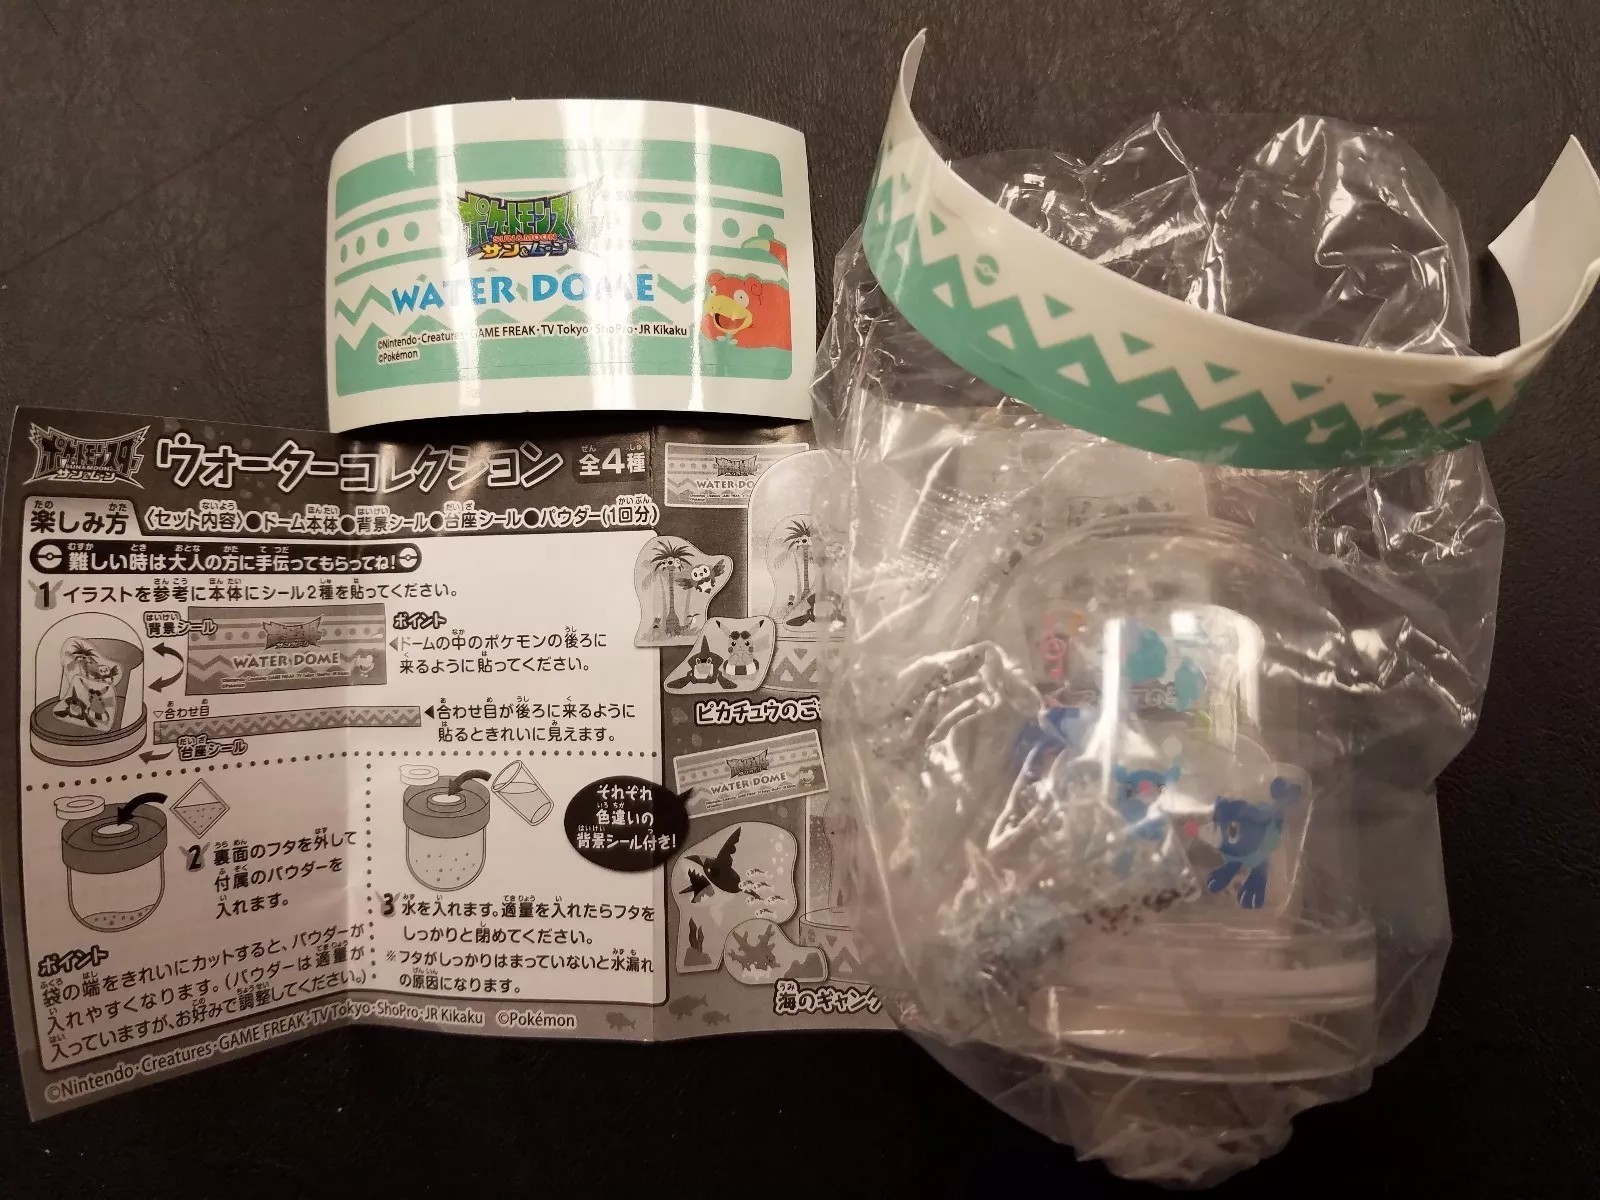 ポケットモンスター
SUN&MOON
サン&ムーン
WATER DOME
©Nintendo･Creatures･GAME FREAK･TV Tokyo･ShoPro･JR Kikaku
©Pokémon
ポケットモンスター
SUN&MOON
サン&ムーン
ウォーターコレクション 全4種
楽しみ方 〈セット内容〉●ドーム本体●背景シール●台座シール●パウダー(1回分)
難しい時は大人の方に手伝ってもらってね!
1 イラストを参考に本体にシール2種を貼ってください。
背景シール
WATER DOME
ポイント
ドームの中のポケモンの後ろに
来るように貼ってください。
▽合わせ目
台座シール
合わせ目が後ろに来るように
貼るときれいに見えます。
2 裏面のフタを外して
付属のパウダーを
入れます。
ポイント
袋の端をきれいにカットすると、パウダーが
入れやすくなります。(パウダーは適量が
入っていますが、お好みで調整してください。)
3 水を入れます。適量を入れたらフタを
しっかりと閉めてください。
※フタがしっかりはまっていないと水漏れ
の原因になります。
それぞれ
色違いの
背景シール付き!
©Nintendo･Creatures･GAME FREAK･TV Tokyo･ShoPro･JR Kikaku ©Pokémon
WATER DO
ピカチュウのご
WATER DOME
海のギャング